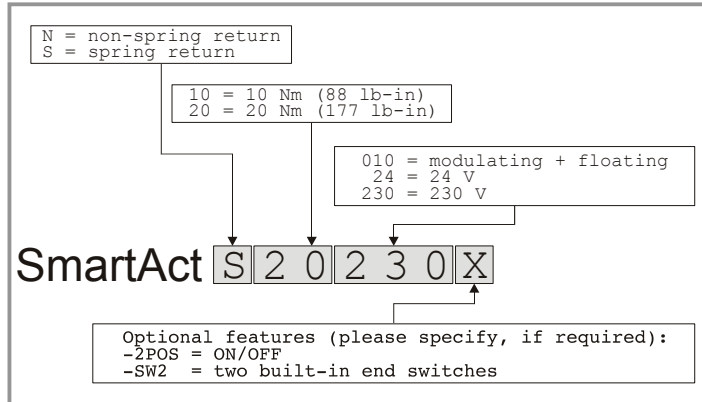 N = non-spring return
S = spring return
10 = 10 Nm (88 lb-in)
20 = 20 Nm (177 lb-in)
010 = modulating + floating
24 = 24 V
230 = 230 V
SmartAct S 2 0 2 3 0 X
Optional features (please specify, if required):
-2POS = ON/OFF
-SW2 = two built-in end switches